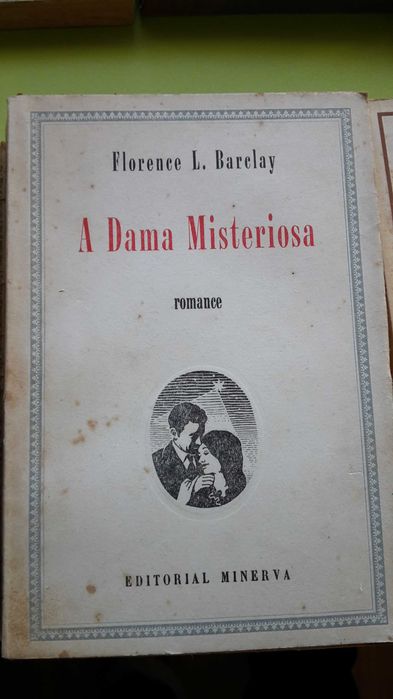 Florence L. Barclay
A Dama Misteriosa
romance
EDITORIAL MINERVA